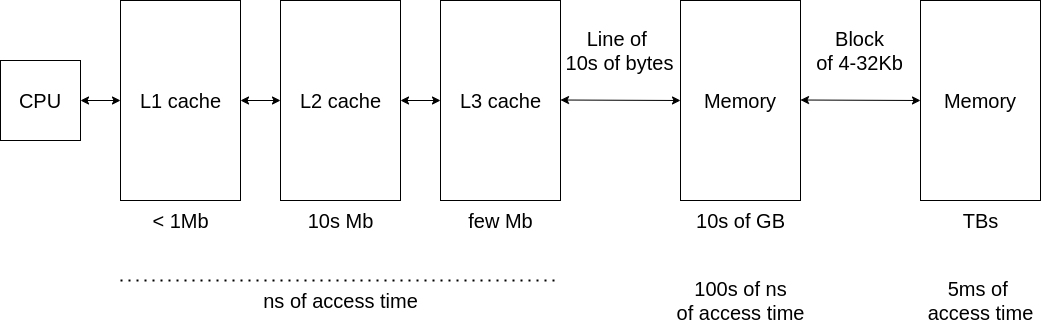 Line of
10s of bytes
Block
of 4-32Kb
CPU
L1 cache
L2 cache
L3 cache
Memory
Memory
< 1Mb
10s Mb
few Mb
10s of GB
TBs
ns of access time
100s of ns
of access time
5ms of
access time